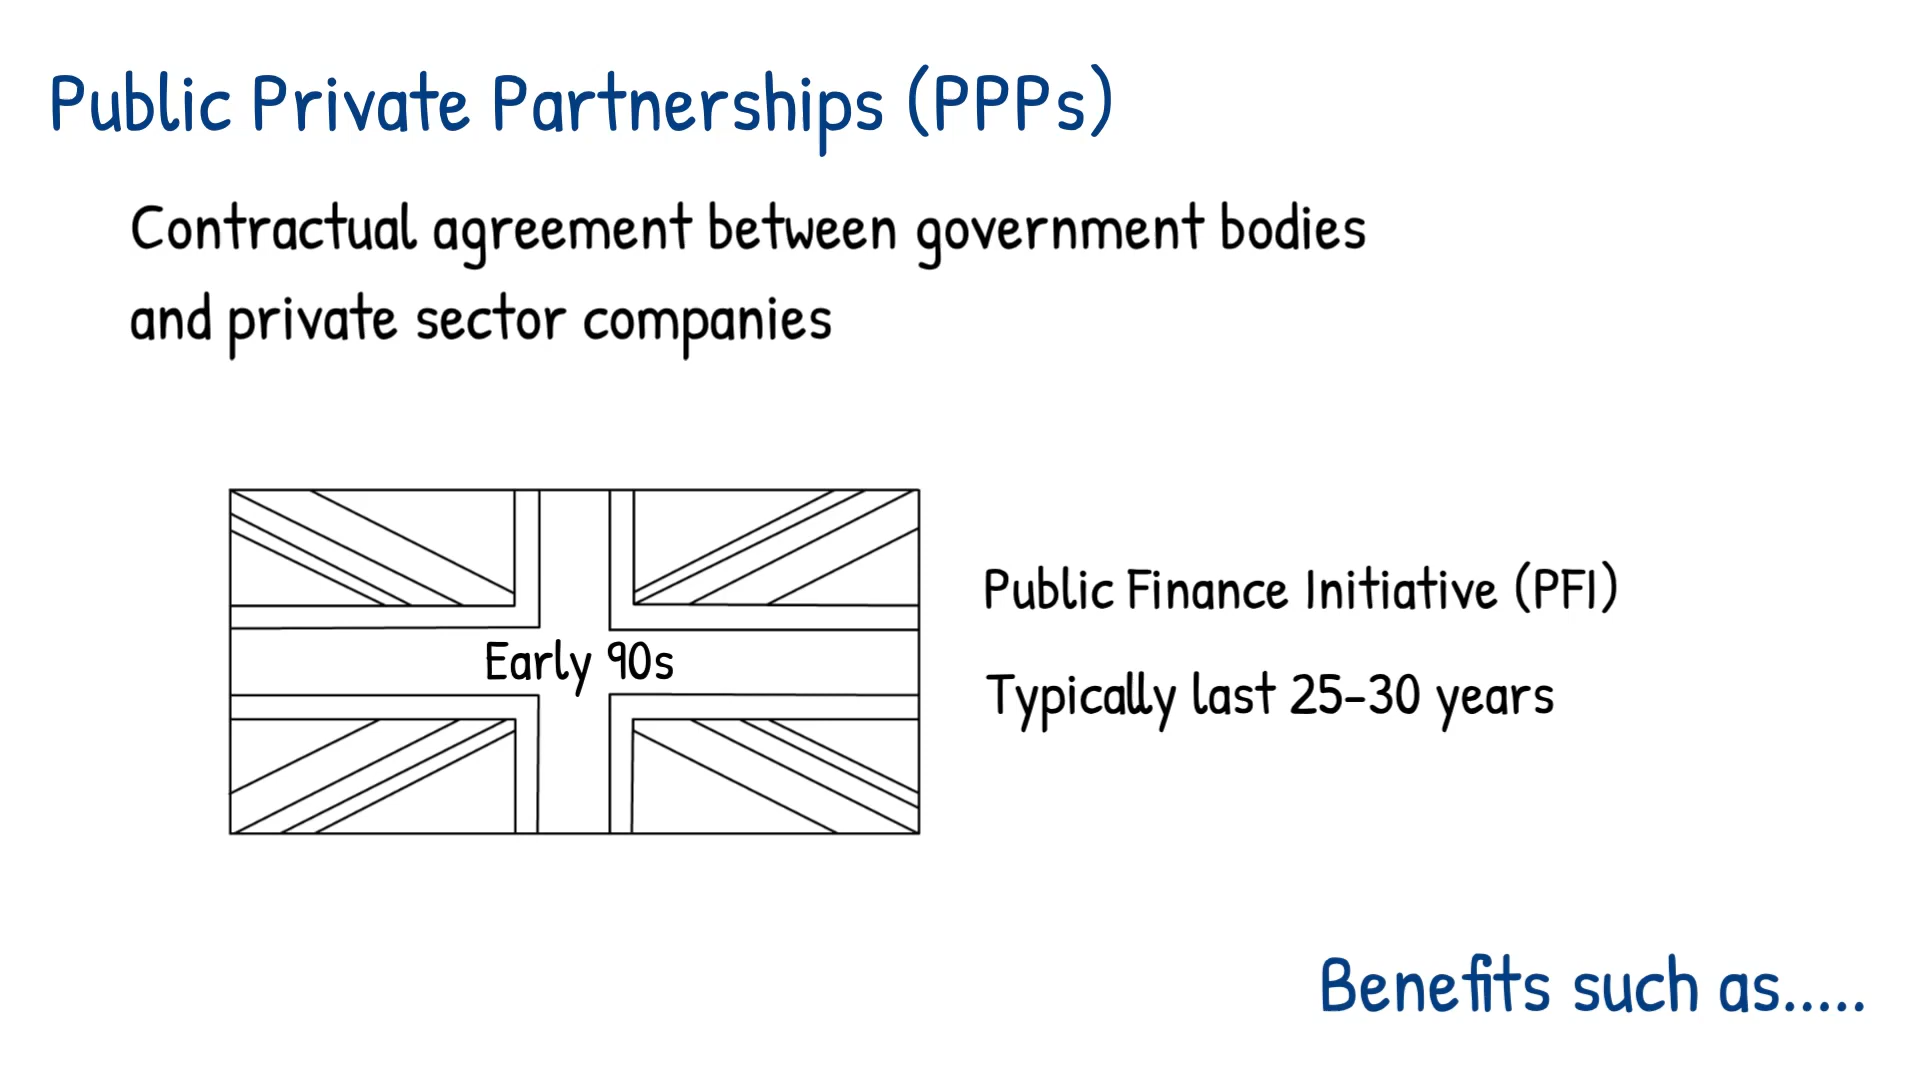 Public Private Partnerships (PPPs)
Contractual agreement between government bodies
and private sector companies
Early 90s
Public Finance Initiative (PFI)
Typically last 25-30 years
Benefits such as.....